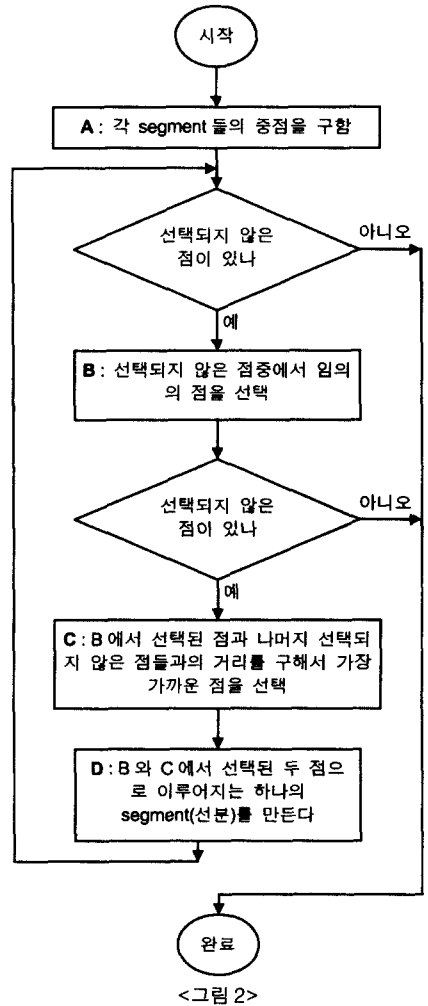 시작
A : 각 segment 들의 중점을 구함
선택되지 않은
점이 있나
아니오
예
B : 선택되지 않은 점중에서 임의
의 점을 선택
선택되지 않은
점이 있나
아니오
예
C : B 에서 선택된 점과 나머지 선택되
지 않은 점들과의 거리를 구해서 가장
가까운 점을 선택
D : B 와 C 에서 선택된 두 점으
로 이루어지는 하나의
segment(선분)를 만든다
완료
<그림 2>